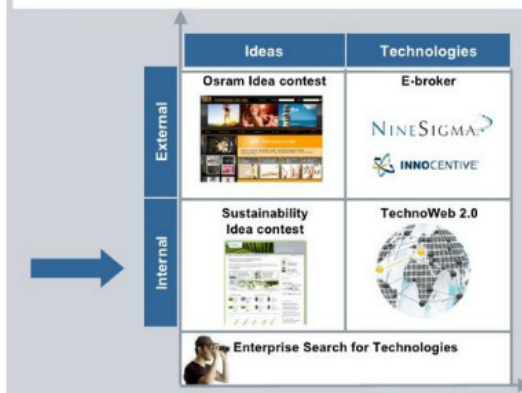 Ideas
Technologies
External
Osram Idea contest
E-broker
NINESIGMA
INNOCENTIVE
Internal
Sustainability
Idea contest
TechnoWeb 2.0
Enterprise Search for Technologies